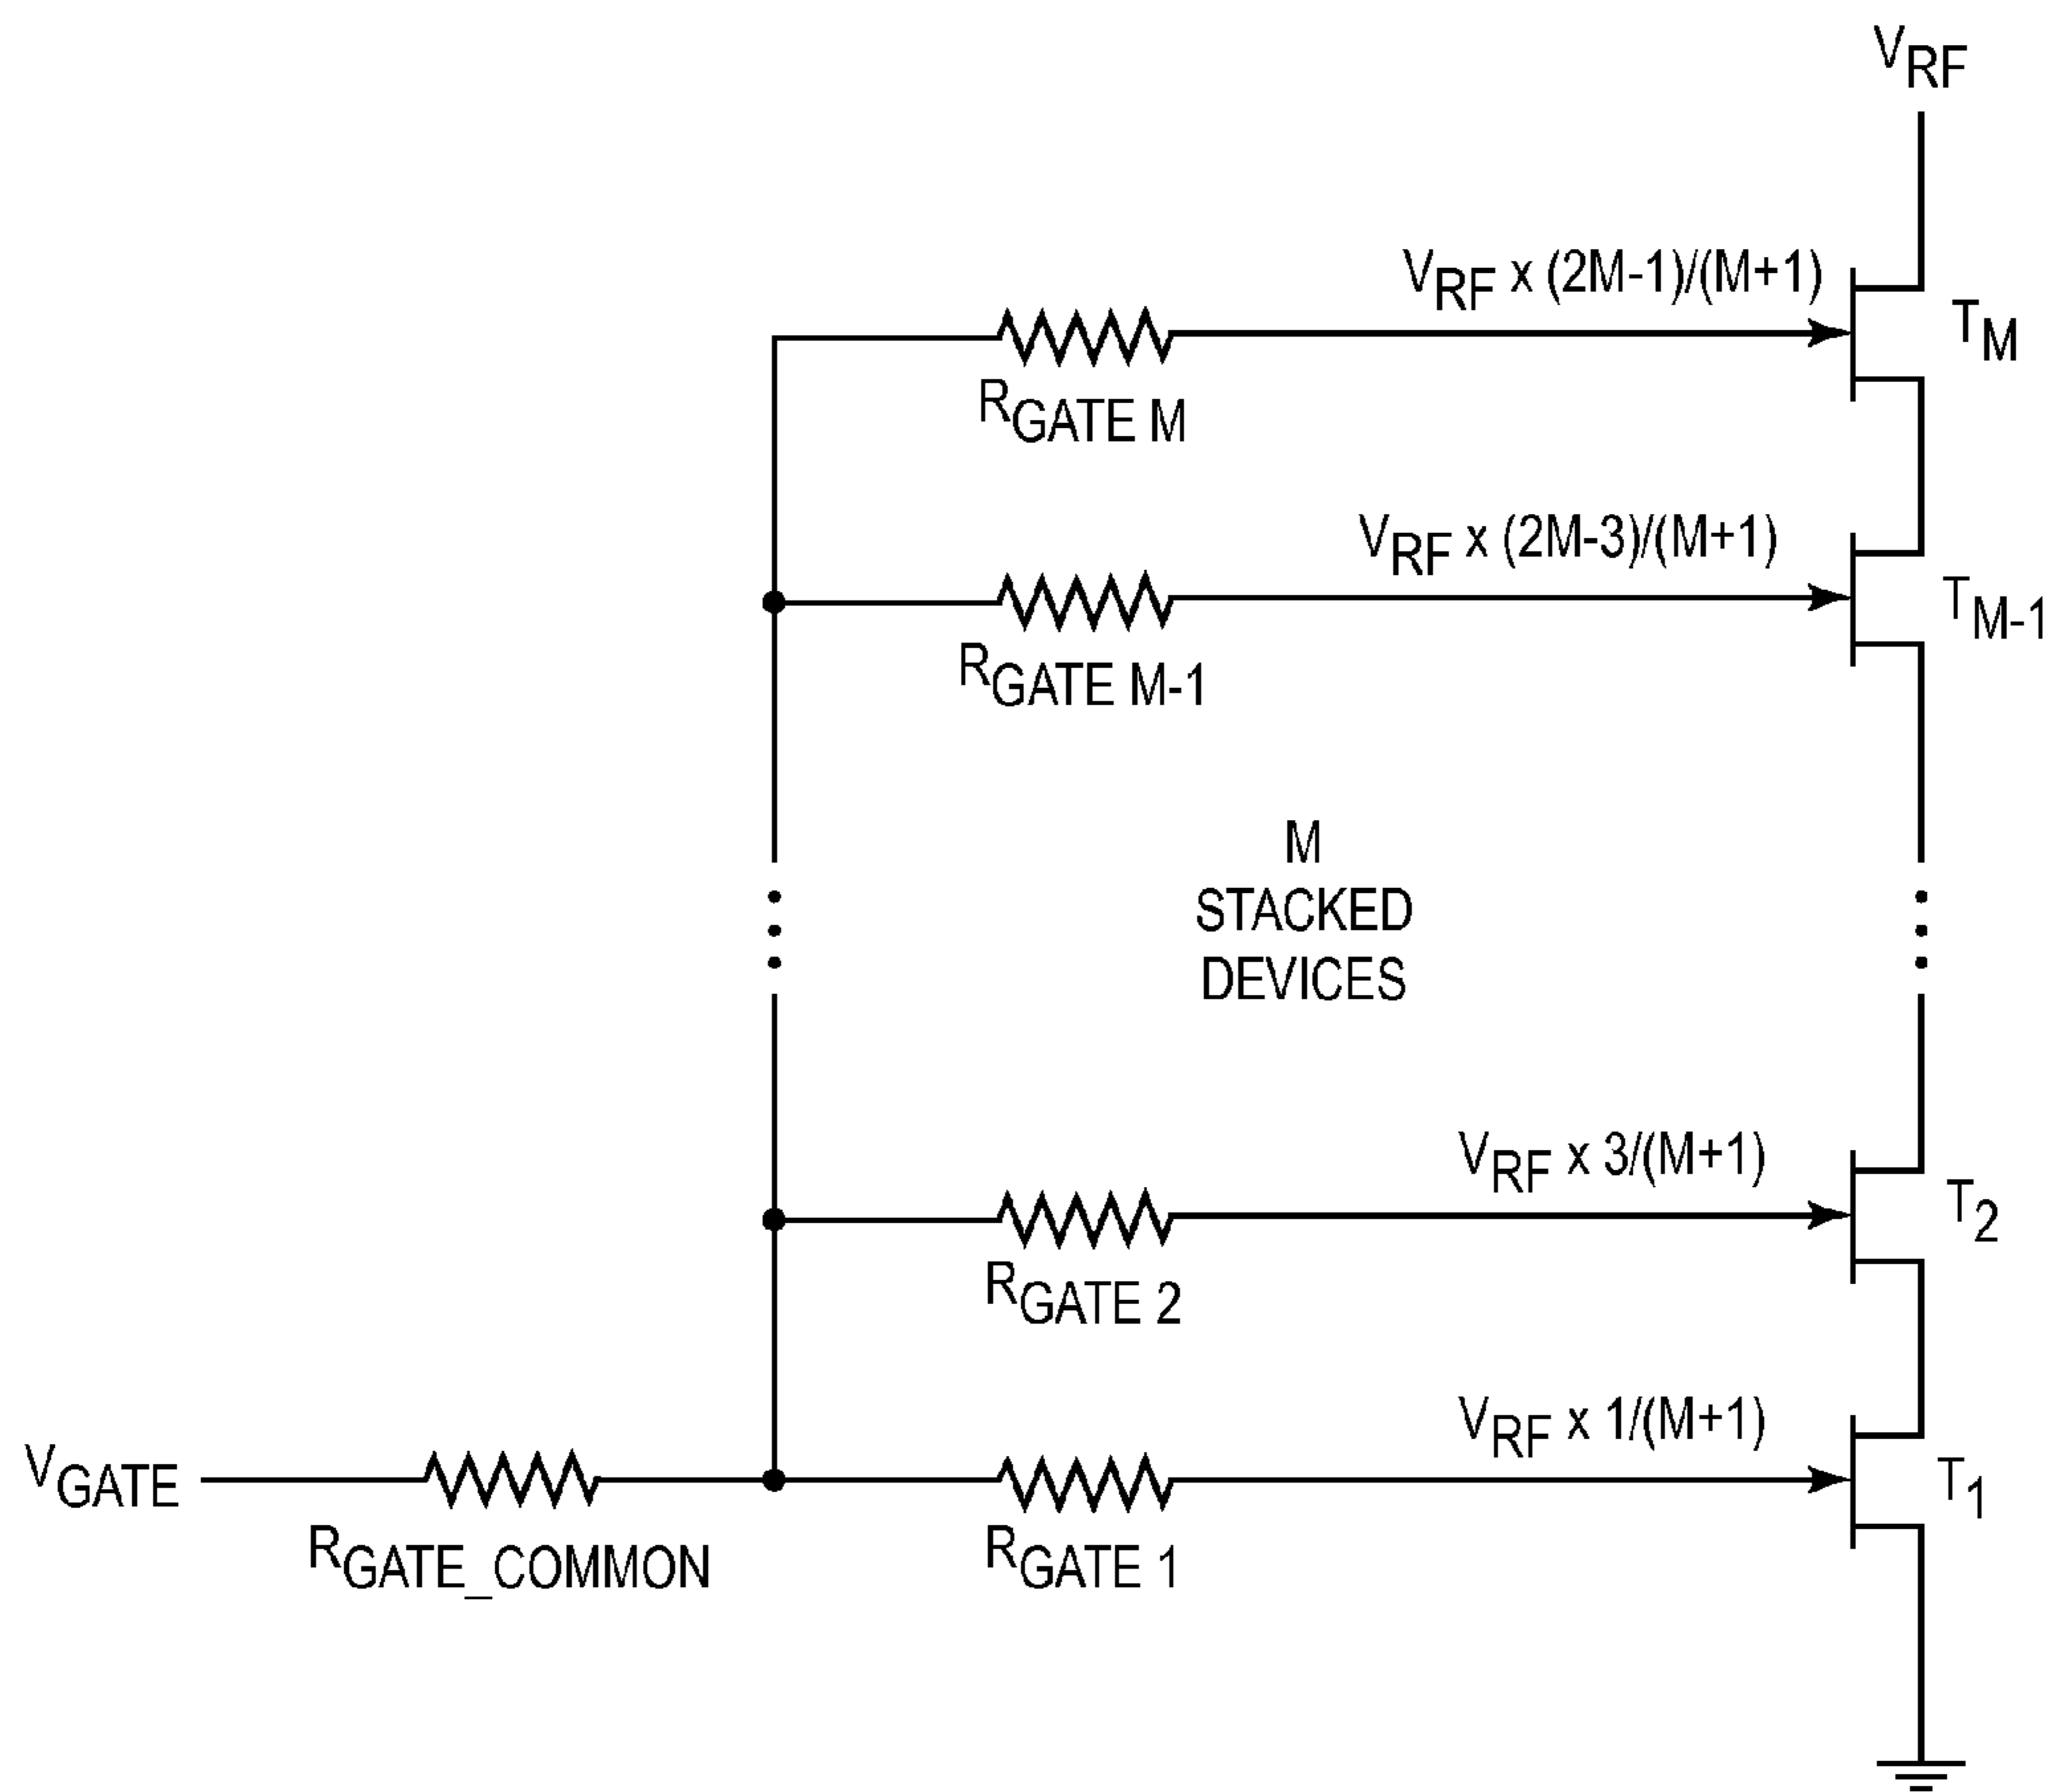 VRF
VRF x (2M-1)/(M+1)
TM
RGATE M
VRF x (2M-3)/(M+1)
TM-1
RGATE M-1
M
STACKED
DEVICES
VRF x 3/(M+1)
T2
RGATE 2
VRF x 1/(M+1)
T1
VGATE
RGATE_COMMON
RGATE 1